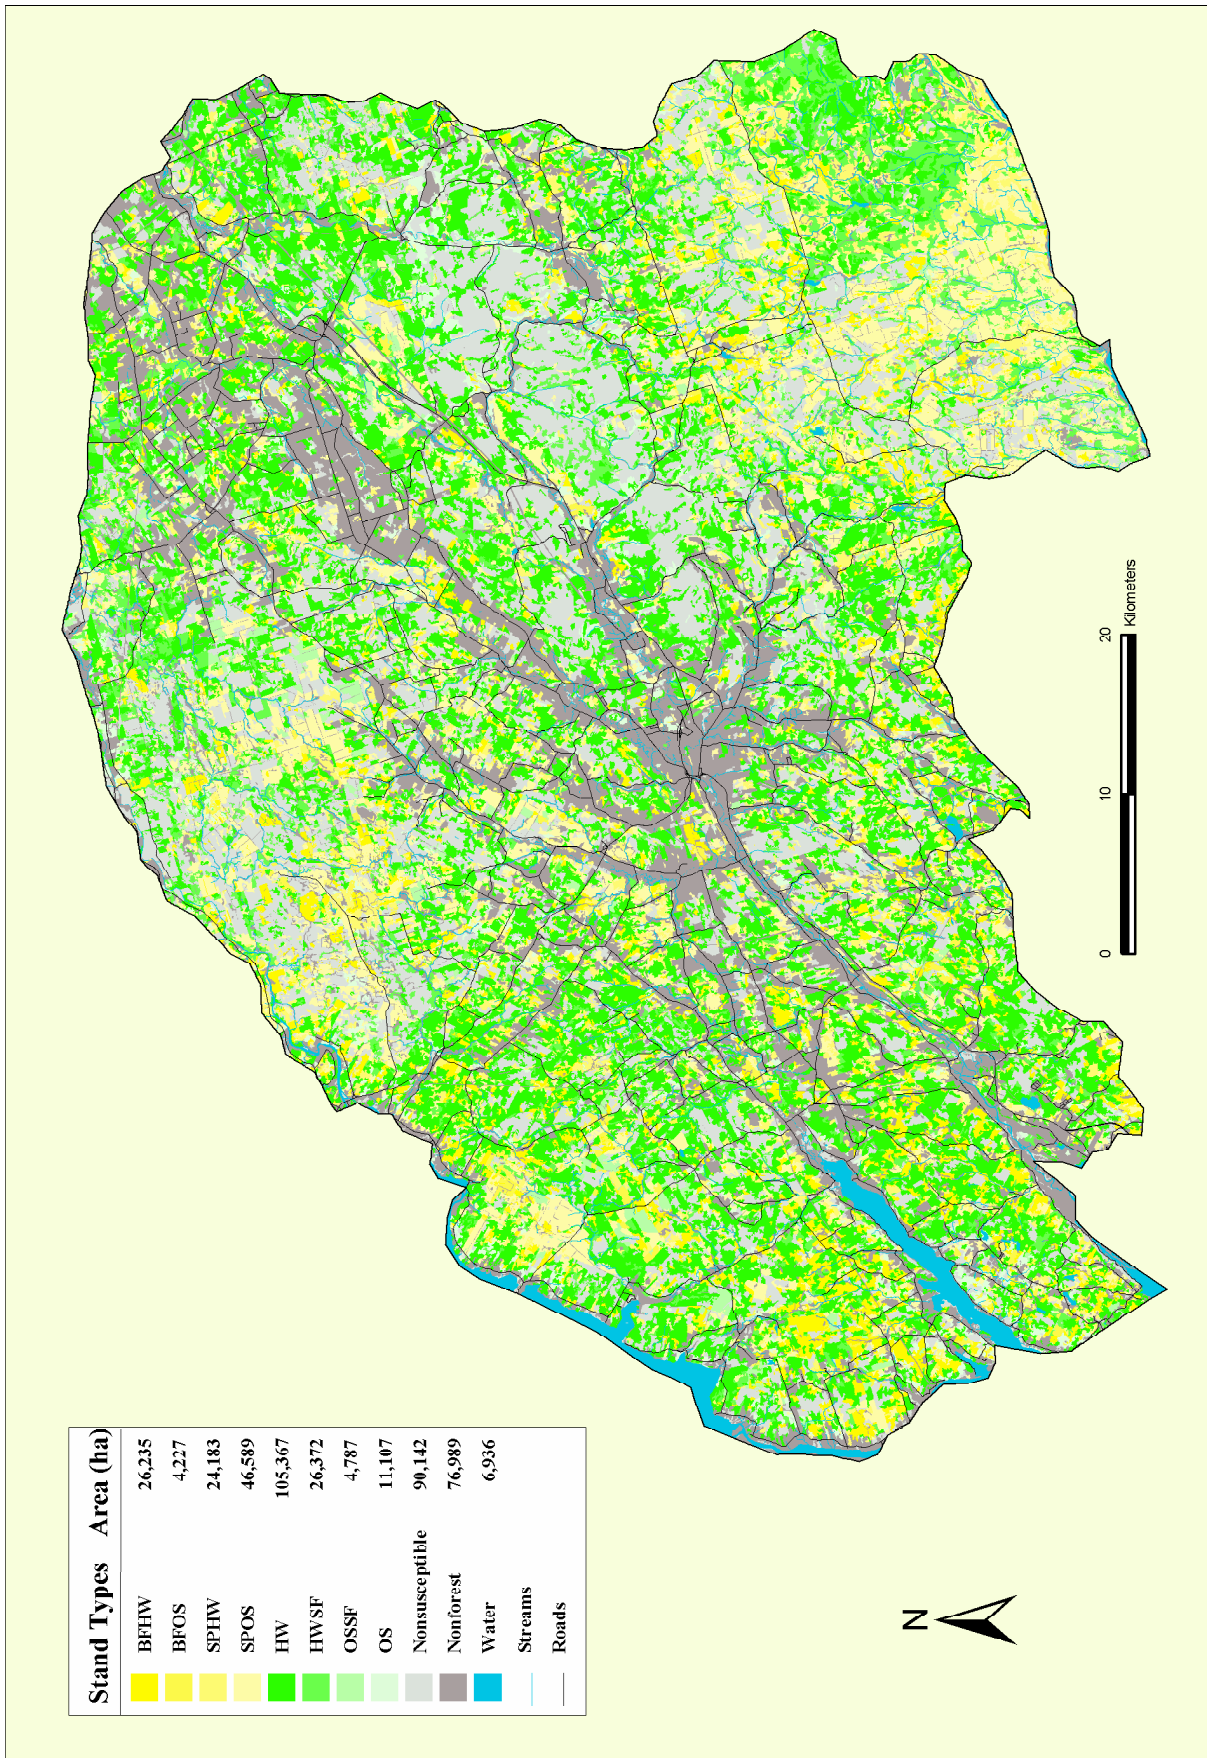 Stand Types Area (ha)
BFHW 26,235
BFOS 4,227
SPHW 24,183
SPOS 46,589
HW 105,367
HWSF 26,372
OSSF 4,787
OS 11,107
Nonsusceptible 90,142
Nonforest 76,989
Water 6,936
Streams
Roads
N
0 10 20
Kilometers